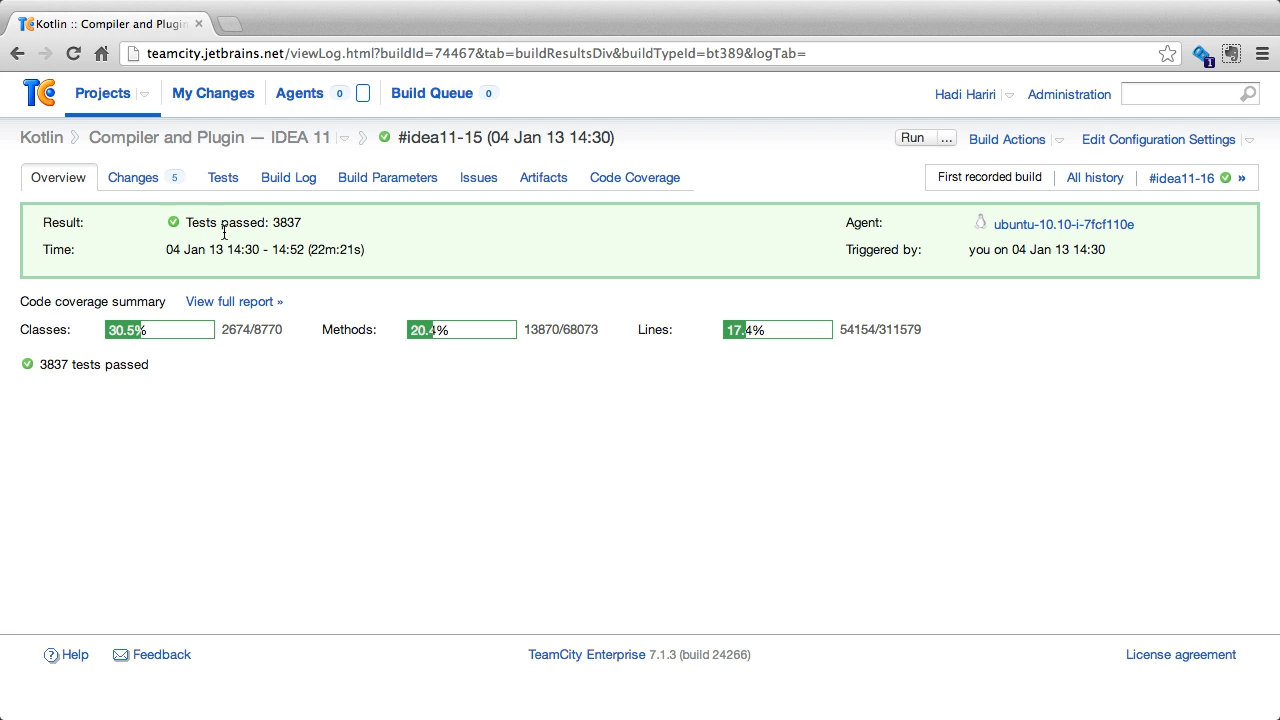 Kotlin :: Compiler and Plugin
teamcity.jetbrains.net/viewLog.html?buildId=74467&tab=buildResultsDiv&buildTypeId=bt389&logTab=
1
TC Projects My Changes Agents 0 Build Queue 0 Hadi Hariri Administration
Kotlin Compiler and Plugin — IDEA 11 #idea11-15 (04 Jan 13 14:30) Run ... Build Actions Edit Configuration Settings
Overview Changes 5 Tests Build Log Build Parameters Issues Artifacts Code Coverage First recorded build All history #idea11-16 »
Result: Tests passed: 3837 Agent: ubuntu-10.10-i-7fcf110e
Time: 04 Jan 13 14:30 - 14:52 (22m:21s) Triggered by: you on 04 Jan 13 14:30
Code coverage summary View full report »
Classes: 30.5% 2674/8770 Methods: 20.4% 13870/68073 Lines: 17.4% 54154/311579
3837 tests passed
? Help Feedback TeamCity Enterprise 7.1.3 (build 24266) License agreement